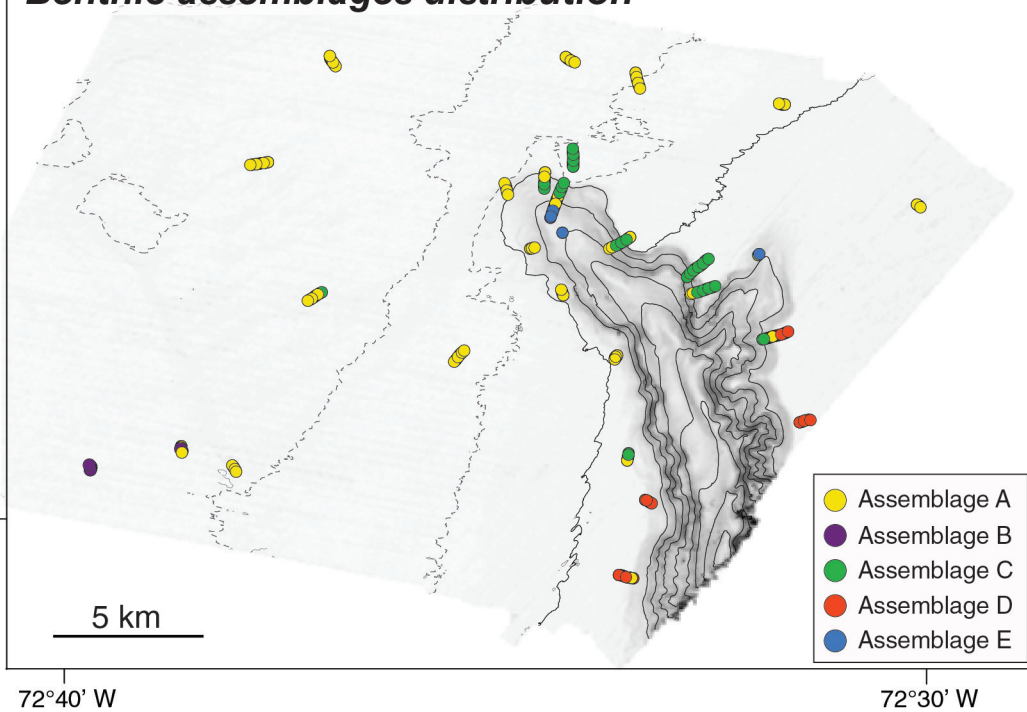 Benthic assemblages distribution
Assemblage A
Assemblage B
Assemblage C
Assemblage D
Assemblage E
5 km
72°40' W
72°30' W